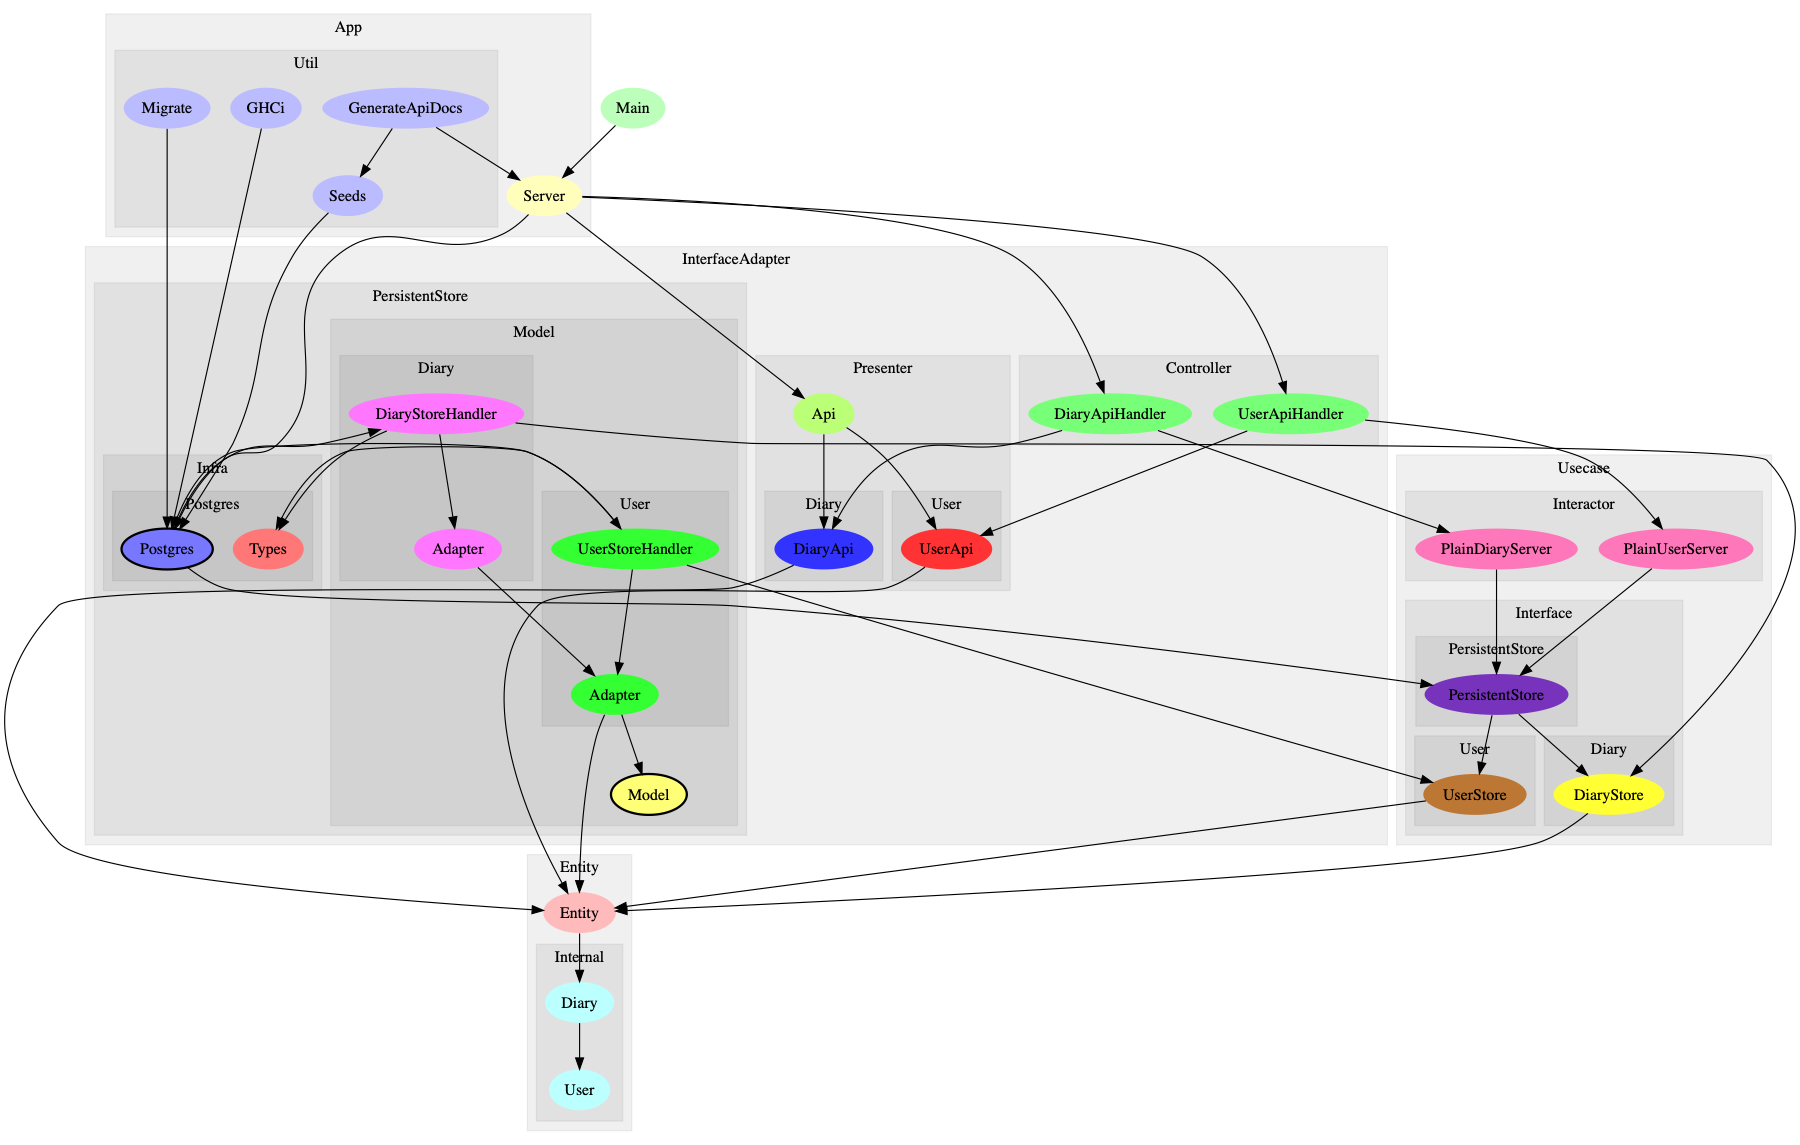 App
Util
Migrate
GHCi
GenerateApiDocs
Main
Seeds
Server
InterfaceAdapter
PersistentStore
Model
Diary
Presenter
Controller
DiaryStoreHandler
Api
DiaryApiHandler
UserApiHandler
Infra
Usecase
Postgres
User
Diary
User
Interactor
Postgres
Types
Adapter
UserStoreHandler
DiaryApi
UserApi
PlainDiaryServer
PlainUserServer
Interface
PersistentStore
Adapter
PersistentStore
User
Diary
Model
UserStore
DiaryStore
Entity
Entity
Internal
Diary
User